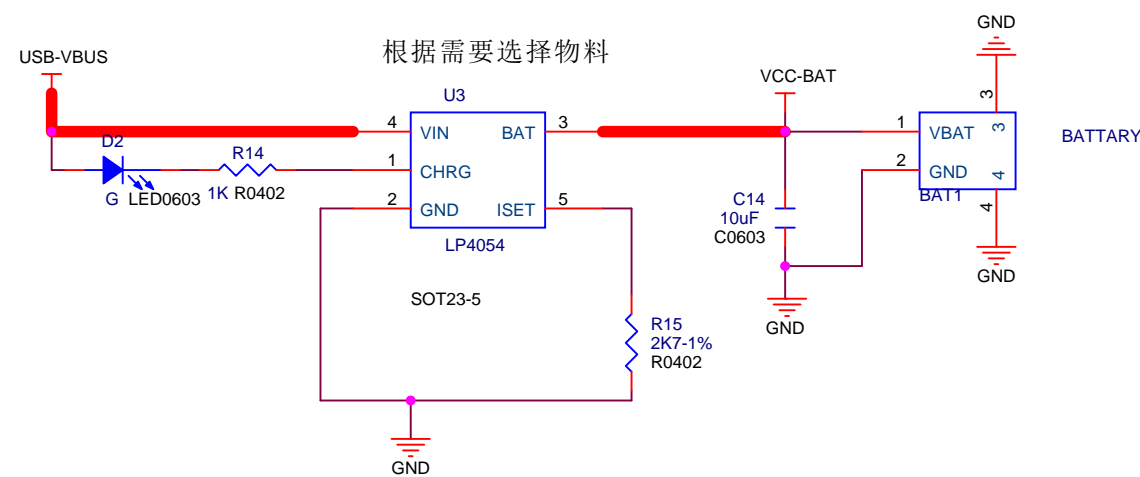 根据需要选择物料
GND
USB-VBUS
VCC-BAT
U3
3
4
VIN
BAT
3
1
VBAT
3
BATTARY
D2
R14
1
CHRG
2
GND
4
G
LED0603
1K R0402
BAT1
C14
10uF
C0603
2
GND
ISET
5
4
LP4054
GND
SOT23-5
GND
R15
2K7-1%
R0402
GND